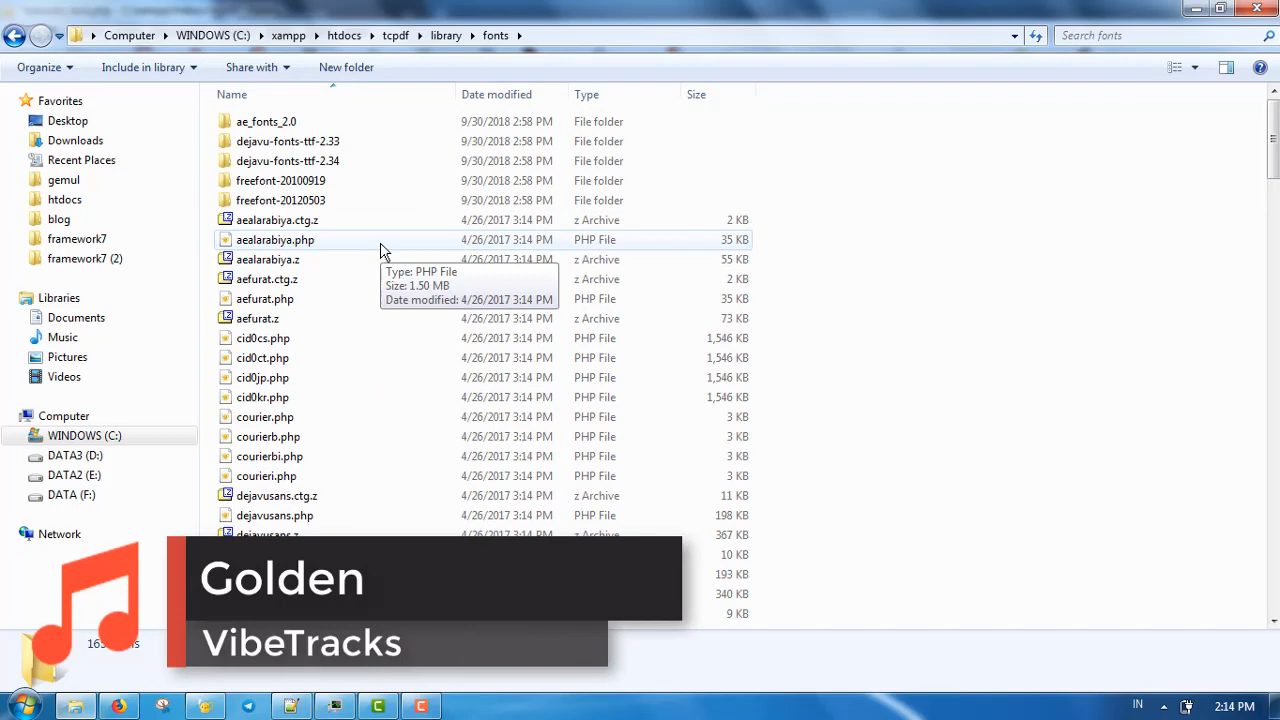 Computer WINDOWS (C:) xampp htdocs tcpdf library fonts Search fonts
Organize Include in library Share with New folder
Name Date modified Type Size
Favorites
Desktop
Downloads
Recent Places
gemul
htdocs
blog
framework7
framework7 (2)
Libraries
Documents
Music
Pictures
Videos
Computer
WINDOWS (C:)
DATA3 (D:)
DATA2 (E:)
DATA (F:)
Network
ae_fonts_2.0 9/30/2018 2:58 PM File folder
dejavu-fonts-ttf-2.33 9/30/2018 2:58 PM File folder
dejavu-fonts-ttf-2.34 9/30/2018 2:58 PM File folder
freefont-20100919 9/30/2018 2:58 PM File folder
freefont-20120503 9/30/2018 2:58 PM File folder
aealarabiya.ctg.z 4/26/2017 3:14 PM z Archive 2 KB
aealarabiya.php 4/26/2017 3:14 PM PHP File 35 KB
aealarabiya.z 4/26/2017 3:14 PM z Archive 55 KB
Type: PHP File
Size: 1.50 MB
Date modified: 4/26/2017 3:14 PM
aefurat.ctg.z z Archive 2 KB
aefurat.php PHP File 35 KB
aefurat.z 4/26/2017 3:14 PM z Archive 73 KB
cid0cs.php 4/26/2017 3:14 PM PHP File 1,546 KB
cid0ct.php 4/26/2017 3:14 PM PHP File 1,546 KB
cid0jp.php 4/26/2017 3:14 PM PHP File 1,546 KB
cid0kr.php 4/26/2017 3:14 PM PHP File 1,546 KB
courier.php 4/26/2017 3:14 PM PHP File 3 KB
courierb.php 4/26/2017 3:14 PM PHP File 3 KB
courierbi.php 4/26/2017 3:14 PM PHP File 3 KB
courieri.php 4/26/2017 3:14 PM PHP File 3 KB
dejavusans.ctg.z 4/26/2017 3:14 PM z Archive 11 KB
dejavusans.php 4/26/2017 3:14 PM PHP File 198 KB
dejavusans.z 4/26/2017 3:14 PM z Archive 367 KB
10 KB
193 KB
340 KB
9 KB
Golden
VibeTracks
IN 2:14 PM